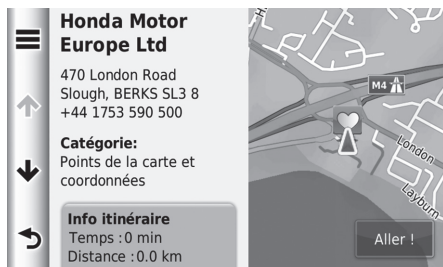 Honda Motor
Europe Ltd
470 London Road
Slough, BERKS SL3 8
+44 1753 590 500
Catégorie:
Points de la carte et
coordonnées
Info itinéraire
Temps : 0 min
Distance : 0.0 km
M4
London
Layburn
Aller !